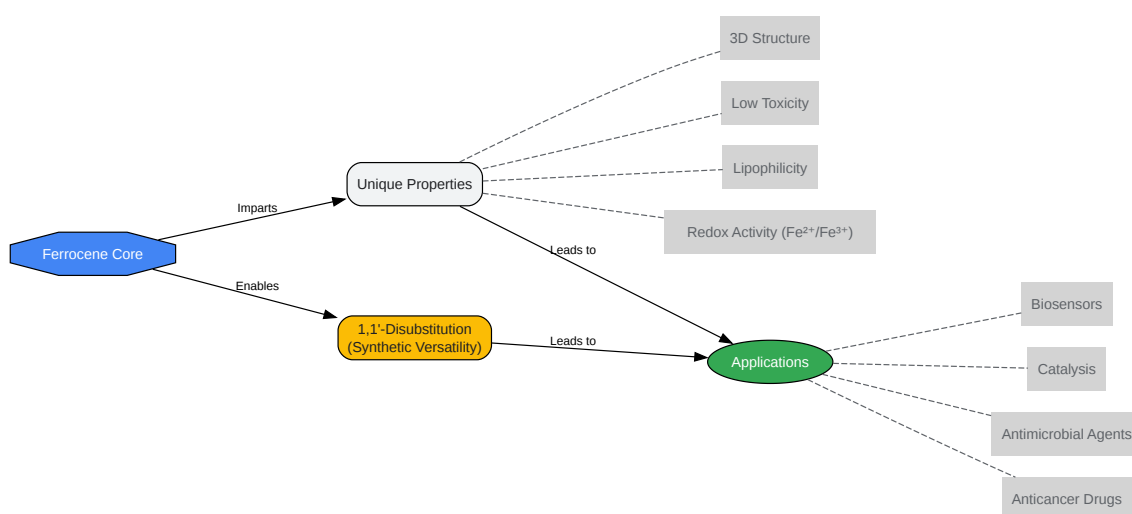 3D Structure
Low Toxicity
Lipophilicity
Redox Activity (Fe²⁺/Fe³⁺)
Unique Properties
Imparts
Ferrocene Core
Enables
Leads to
1,1'-Disubstitution
(Synthetic Versatility)
Leads to
Applications
Biosensors
Catalysis
Antimicrobial Agents
Anticancer Drugs